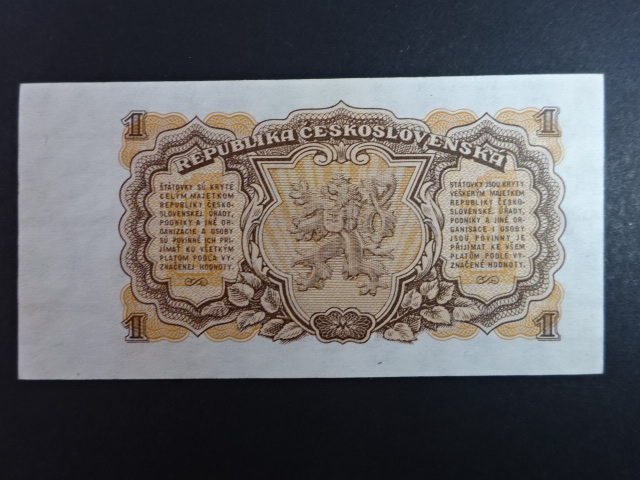 1 1
REPUBLIKA ČESKOSLOVENSKÁ
ŠTÁTOVKY SÚ KRYTÉ
CELÝM MAJETKOM
REPUBLIKY ČESKO-
SLOVENSKEJ. ÚRADY,
PODNIKY A INÉ OR-
GANIZÁCIE A OSOBY
SÚ POVINNÉ ICH PRI-
JÍMAŤ KU VŠETKÝM
PLATOM PODĽA VY-
ZNAČENEJ HODNOTY.
STÁTOVKY JSOU KRYTY
VEŠKERÝM MAJETKEM
REPUBLIKY ČESKO-
SLOVENSKÉ. ÚŘADY,
PODNIKY A JINÉ OR-
GANISACE I OSOBY
JSOU POVINNY JE
PŘIJÍMAT KE VŠEM
PLATŮM PODLE VY-
ZNAČENÉ HODNOTY.
1 1